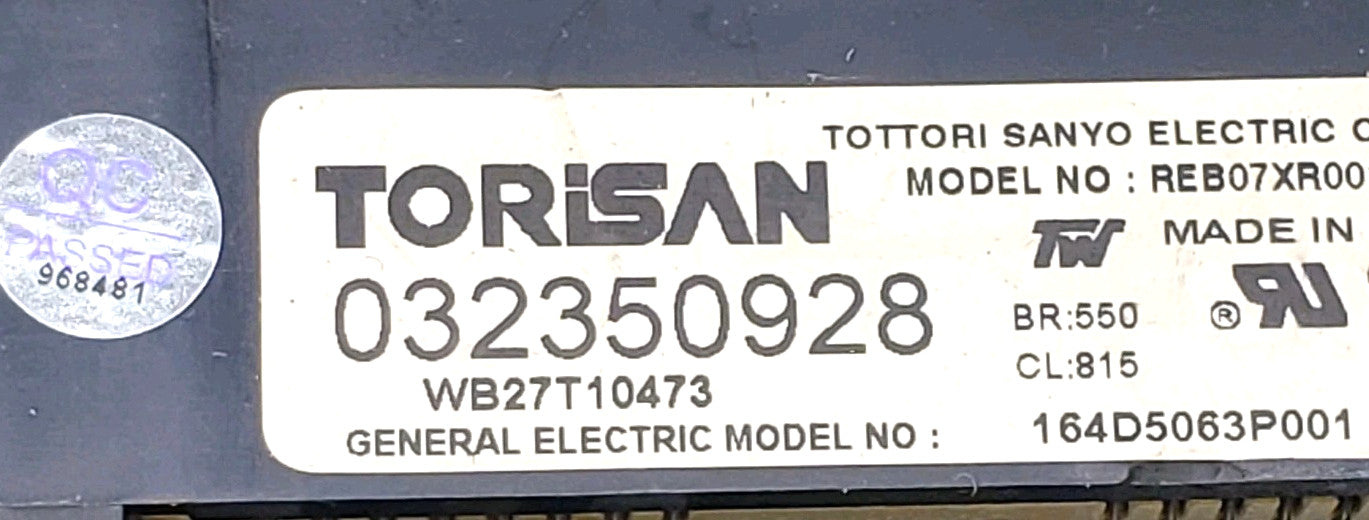 QC
PASSED
968481
TOTTORI SANYO ELECTRIC
TORiSAN
MODEL NO : REB07XR00
MADE IN
032350928
BR:550
®
CL:815
WB27T10473
GENERAL ELECTRIC MODEL NO : 164D5063P001